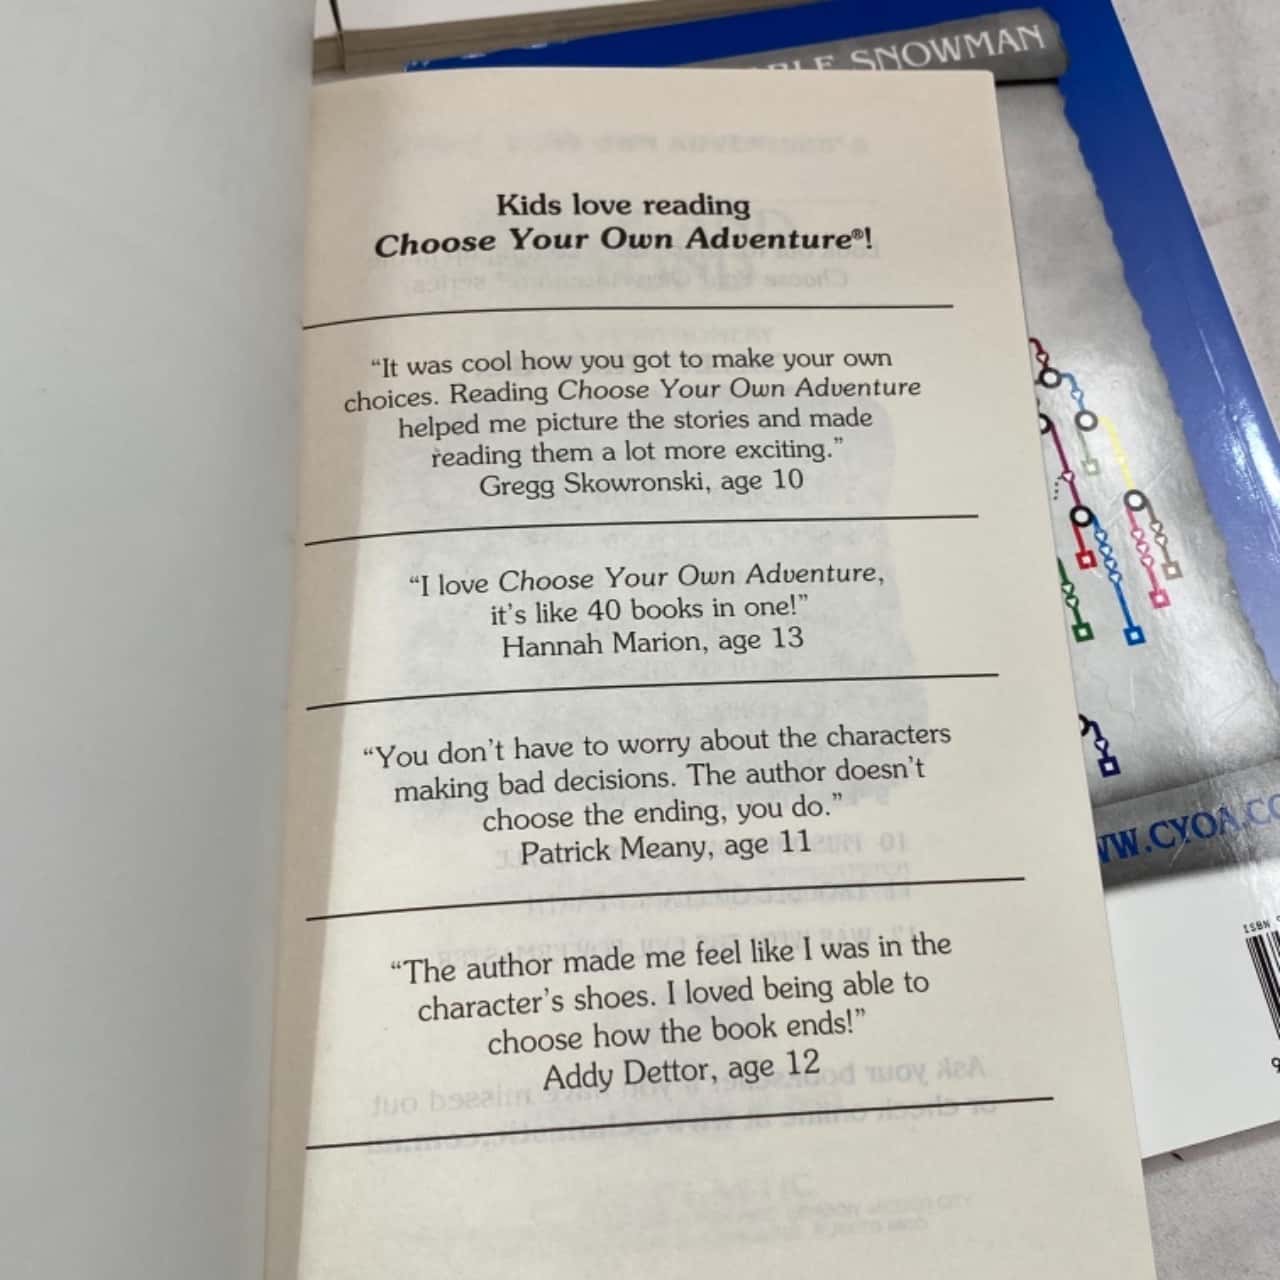 SNOWMAN
Kids love reading
Choose Your Own Adventure®!
“It was cool how you got to make your own
choices. Reading Choose Your Own Adventure
helped me picture the stories and made
reading them a lot more exciting.”
Gregg Skowronski, age 10
“I love Choose Your Own Adventure,
it’s like 40 books in one!”
Hannah Marion, age 13
“You don’t have to worry about the characters
making bad decisions. The author doesn’t
choose the ending, you do.”
Patrick Meany, age 11
“The author made me feel like I was in the
character’s shoes. I loved being able to
choose how the book ends!”
Addy Dettor, age 12
WW.CYOA.CO
ISBN
9